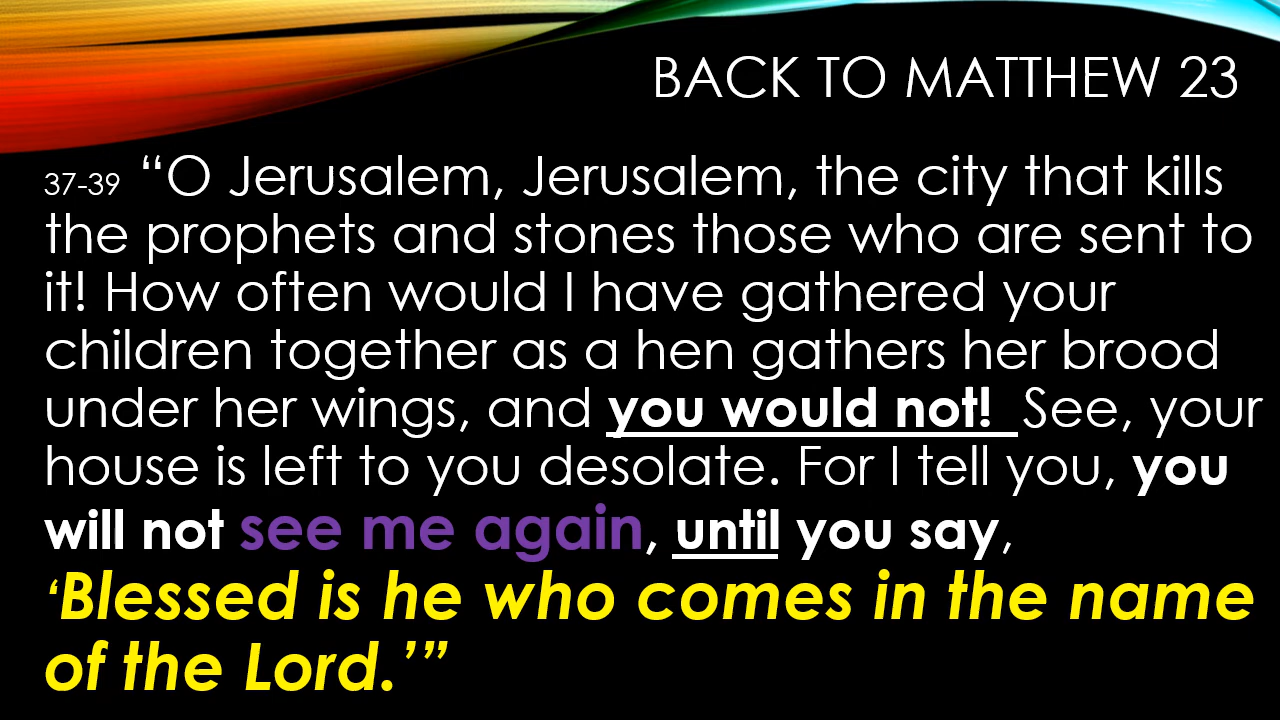 BACK TO MATTHEW 23
37-39 “O Jerusalem, Jerusalem, the city that kills
the prophets and stones those who are sent to
it! How often would I have gathered your
children together as a hen gathers her brood
under her wings, and you would not! See, your
house is left to you desolate. For I tell you, you
will not see me again, until you say,
‘Blessed is he who comes in the name
of the Lord.’”